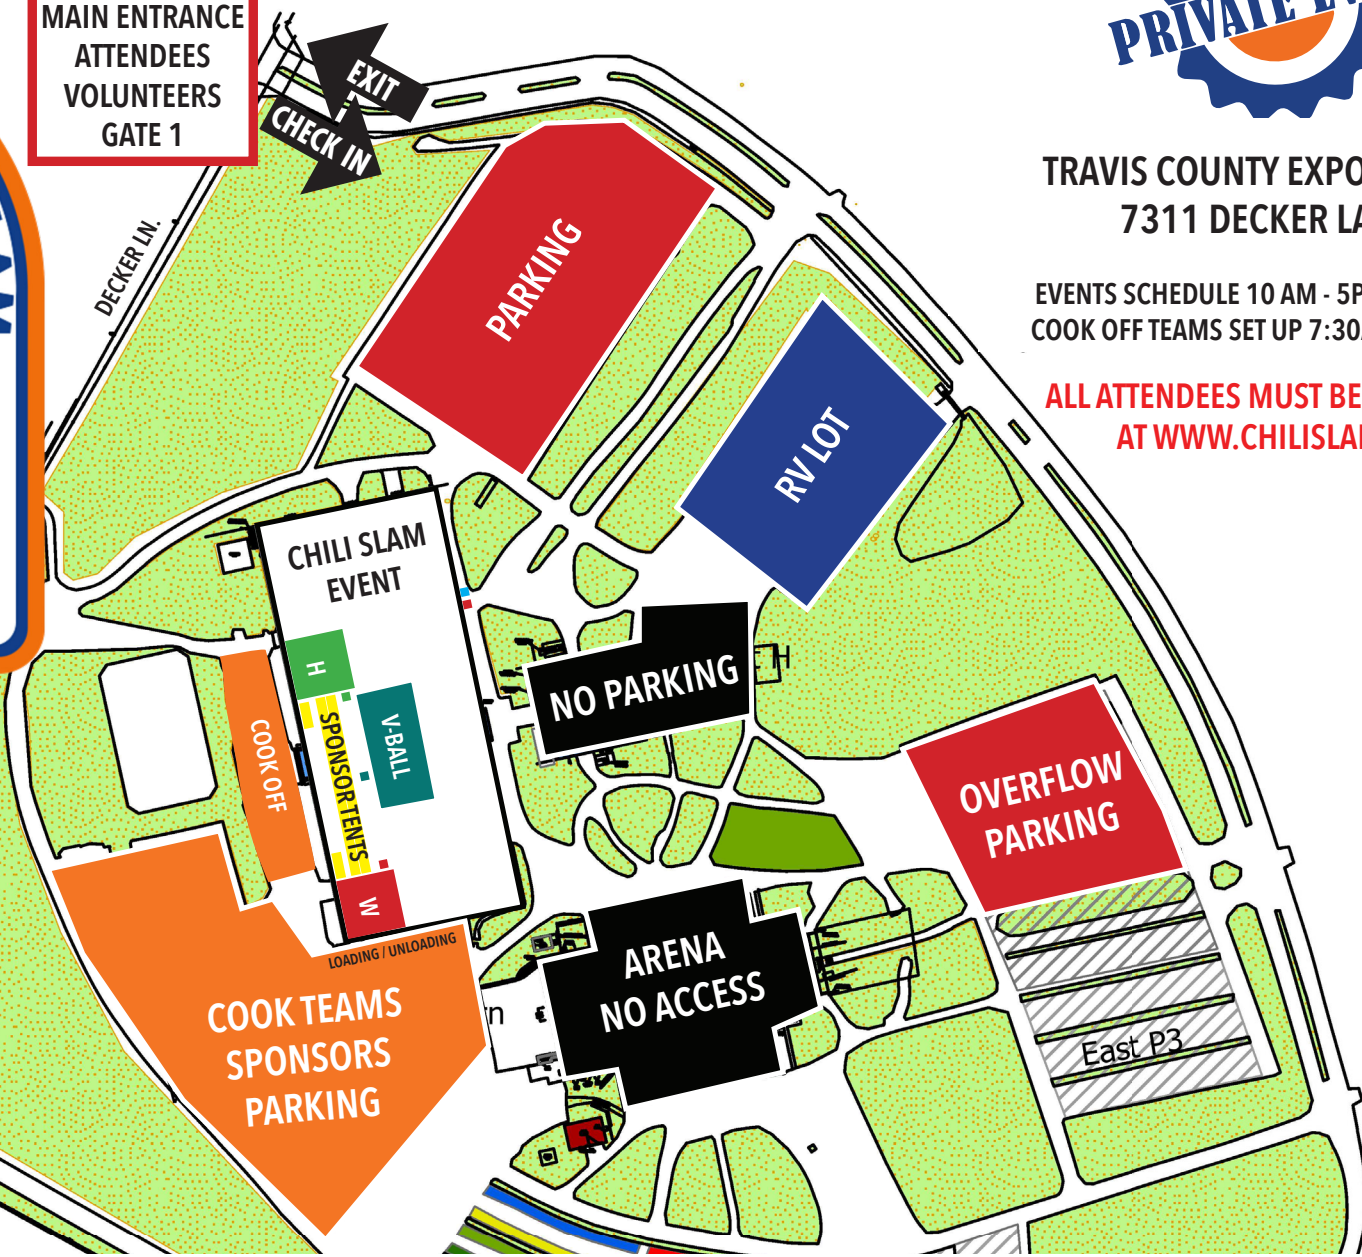 MAIN ENTRANCE
ATTENDEES
VOLUNTEERS
GATE 1
EXIT
CHECK IN
DECKER LN.
PRIVATE
TRAVIS COUNTY EXPO
7311 DECKER LA
EVENTS SCHEDULE 10 AM - 5P
COOK OFF TEAMS SET UP 7:30
ALL ATTENDEES MUST BE
AT WWW.CHILISLA
PARKING
RV LOT
CHILI SLAM
EVENT
H
SPONSOR TENTS
V-BALL
COOK OFF
W
LOADING / UNLOADING
NO PARKING
H
OVERFLOW
PARKING
ARENA
NO ACCESS
COOK TEAMS
SPONSORS
PARKING
East P3